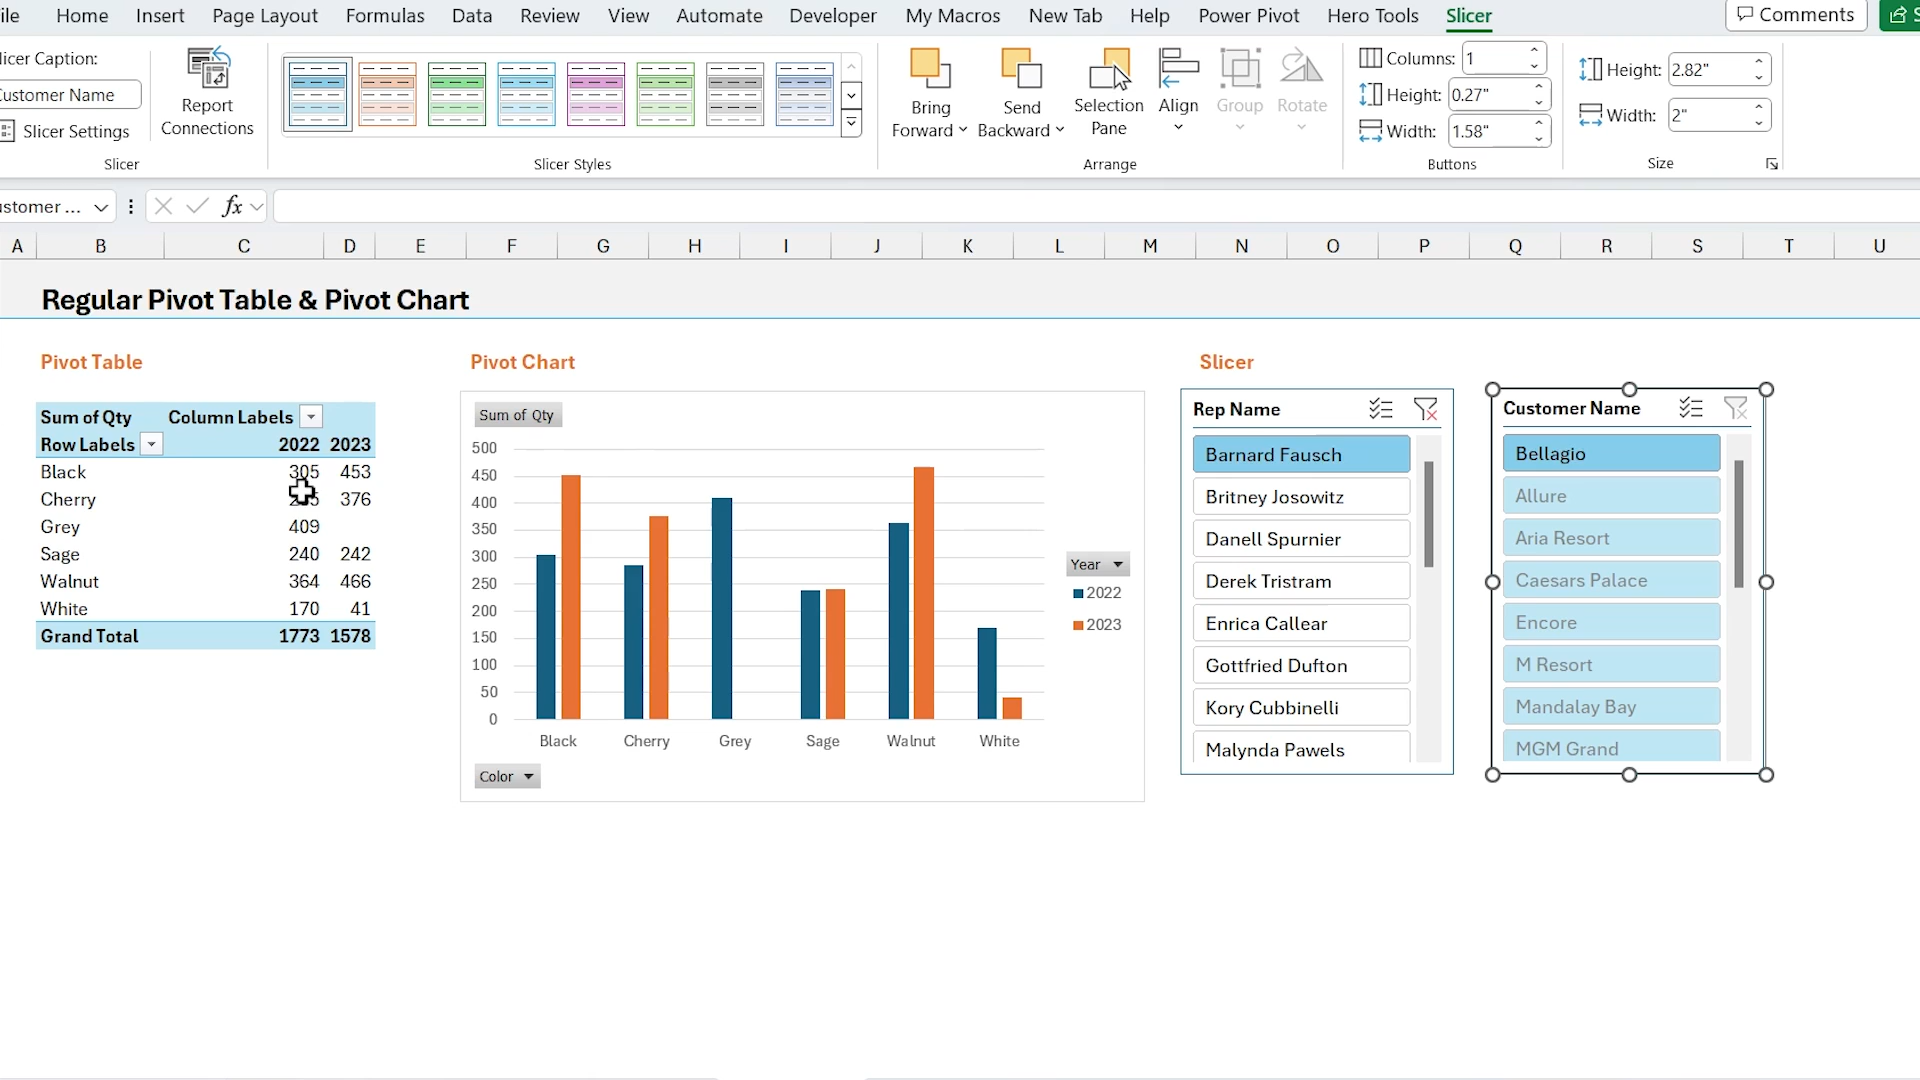 ile Home Insert Page Layout Formulas Data Review View Automate Developer My Macros New Tab Help Power Pivot Hero Tools Slicer Comments S
licer Caption:
ustomer Name
Slicer Settings
Report
Connections
Slicer
Slicer Styles
Bring
Forward
Send
Backward
Selection
Pane
Align
Group
Rotate
Arrange
Columns: 1
Height: 0.27"
Width: 1.58"
Buttons
Height: 2.82"
Width: 2"
Size
ustomer ... fx
A B C D E F G H I J K L M N O P Q R S T U
Regular Pivot Table & Pivot Chart
Pivot Table
Sum of Qty Column Labels
Row Labels 2022 2023
Black 305 453
Cherry 376
Grey 409
Sage 240 242
Walnut 364 466
White 170 41
Grand Total 1773 1578
Pivot Chart
Sum of Qty
500
450
400
350
300
250
200
150
100
50
0
Black Cherry Grey Sage Walnut White
Color
Year
2022
2023
Slicer
Rep Name
Barnard Fausch
Britney Josowitz
Danell Spurnier
Derek Tristram
Enrica Callear
Gottfried Dufton
Kory Cubbinelli
Malynda Pawels
Customer Name
Bellagio
Allure
Aria Resort
Caesars Palace
Encore
M Resort
Mandalay Bay
MGM Grand